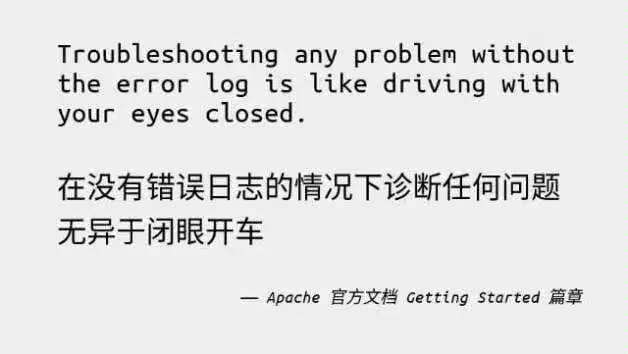 Troubleshooting any problem without
the error log is like driving with
your eyes closed.
在没有错误日志的情况下诊断任何问题
无异于闭眼开车
— Apache 官方文档 Getting Started 篇章